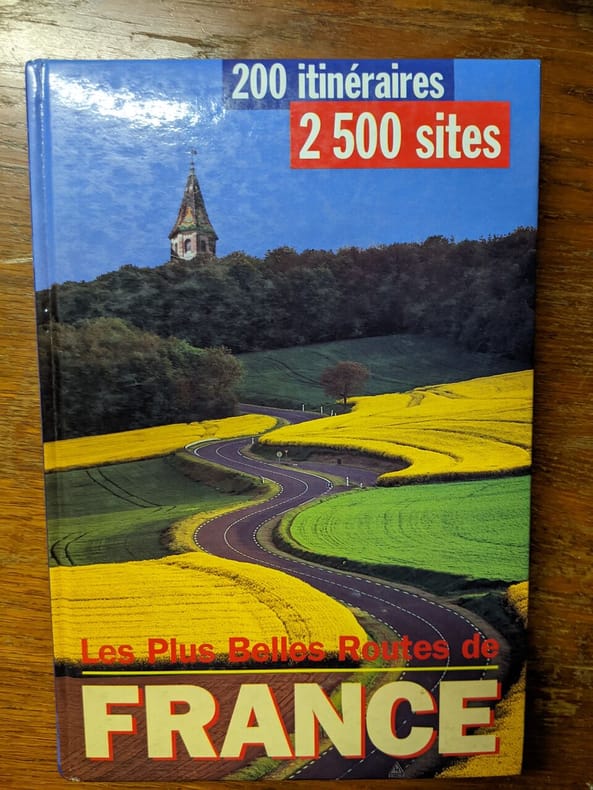 200 itinéraires
2 500 sites
Les Plus Belles Routes de
FRANCE